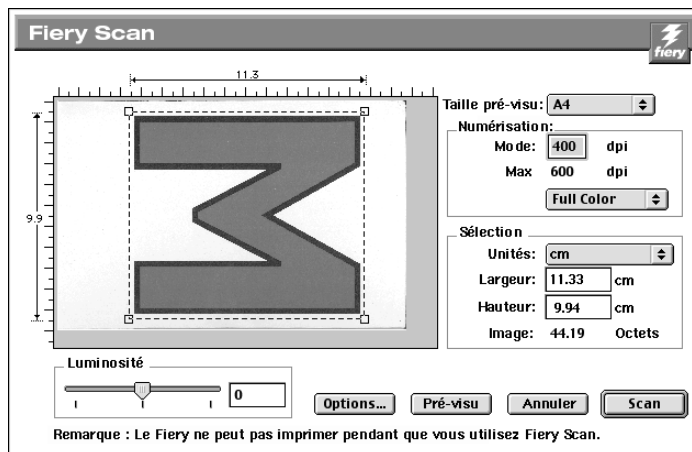 Fiery Scan
fiery
11.3
9.9
Taille pré-visu: A4
Numérisation:
Mode: 400 dpi
Max 600 dpi
Full Color
Sélection
Unités: cm
Largeur: 11.33 cm
Hauteur: 9.94 cm
Image: 44.19 Octets
Luminosité
0
Options... Pré-visu Annuler Scan
Remarque : Le Fiery ne peut pas imprimer pendant que vous utilisez Fiery Scan.